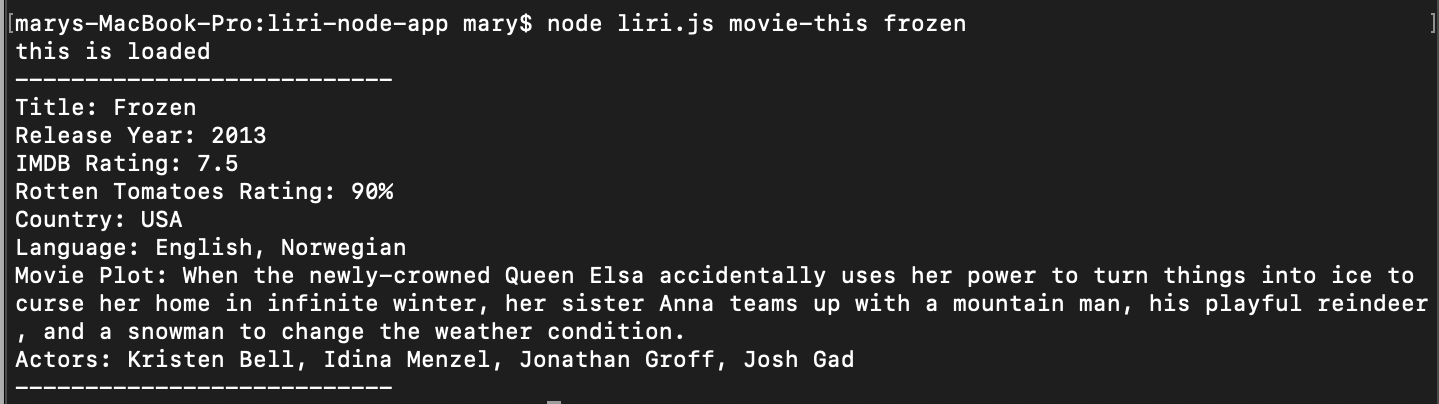 [marys-MacBook-Pro:liri-node-app mary$ node liri.js movie-this frozen ]
this is loaded
---------------------------
Title: Frozen
Release Year: 2013
IMDB Rating: 7.5
Rotten Tomatoes Rating: 90%
Country: USA
Language: English, Norwegian
Movie Plot: When the newly-crowned Queen Elsa accidentally uses her power to turn things into ice to
curse her home in infinite winter, her sister Anna teams up with a mountain man, his playful reindeer
, and a snowman to change the weather condition.
Actors: Kristen Bell, Idina Menzel, Jonathan Groff, Josh Gad
---------------------------